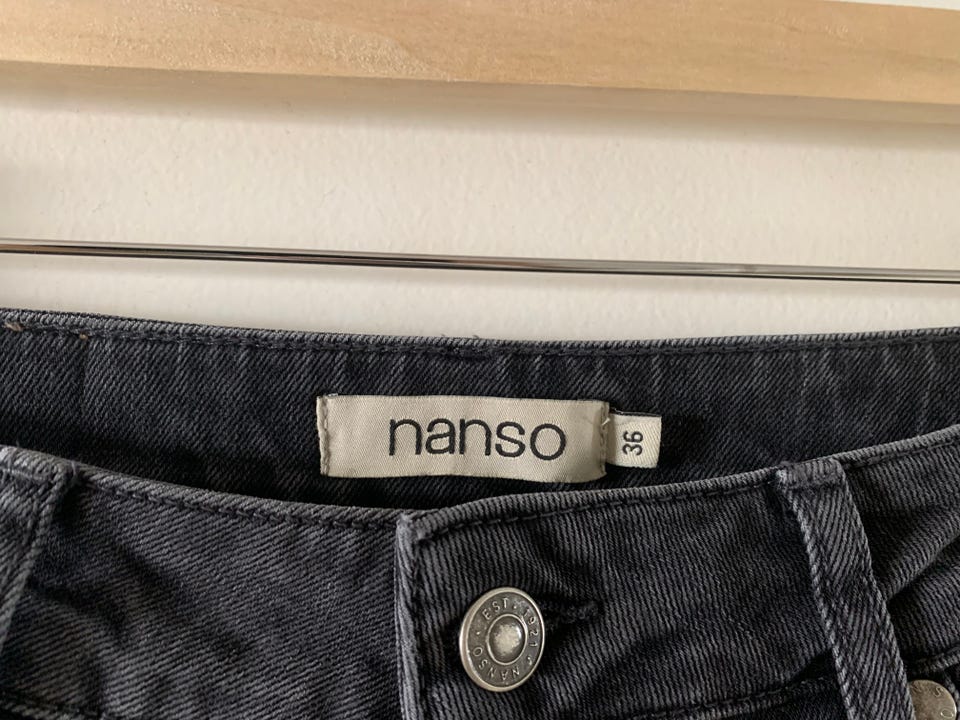 nanso
36
EST. 1921
NANSO